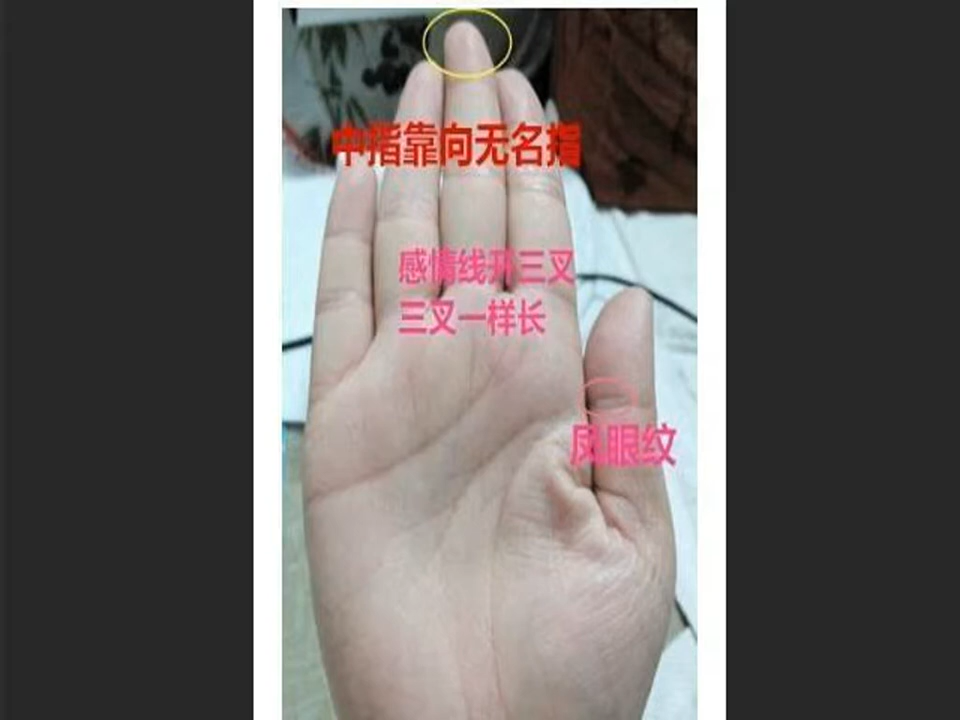 中指靠向无名指
感情线开三叉
三叉一样长
凤眼纹